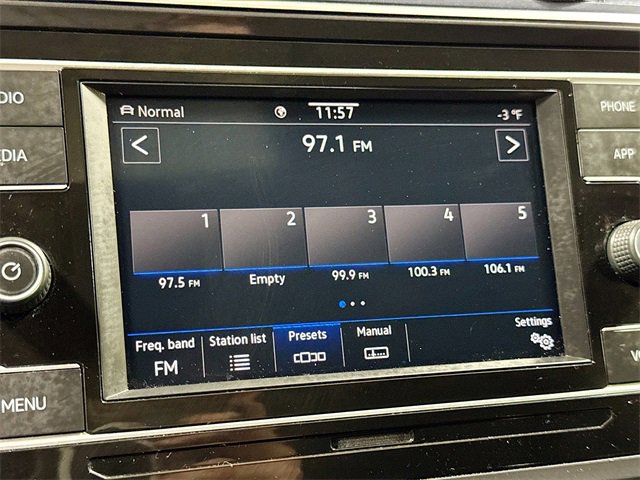 Normal
11:57
-3 °F
97.1 FM
1
2
3
4
5
97.5 FM
Empty
99.9 FM
100.3 FM
106.1 FM
Freq. band
FM
Station list
Presets
Manual
Settings
DIO
EDIA
MENU
PHONE
APP